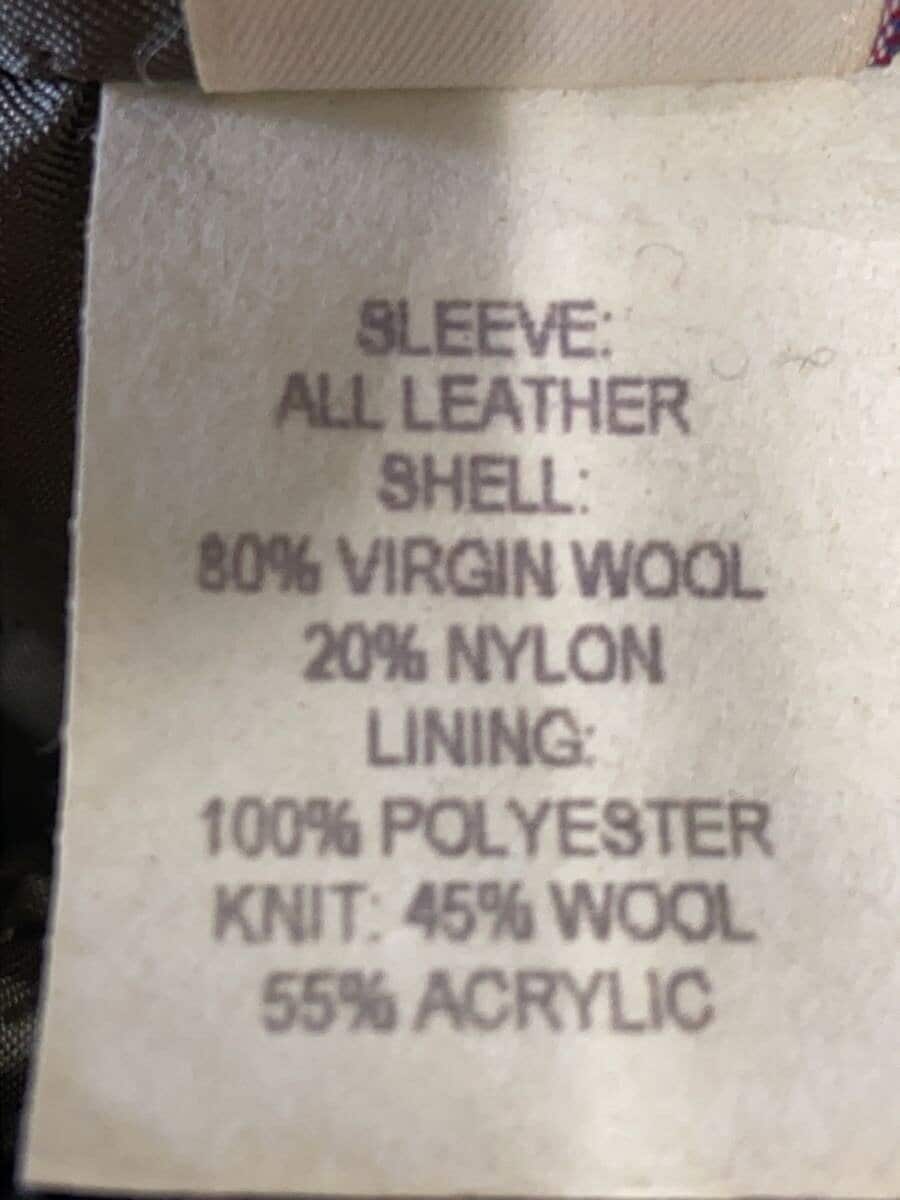 SLEEVE:
ALL LEATHER
SHELL:
80% VIRGIN WOOL
20% NYLON
LINING:
100% POLYESTER
KNIT: 45% WOOL
55% ACRYLIC